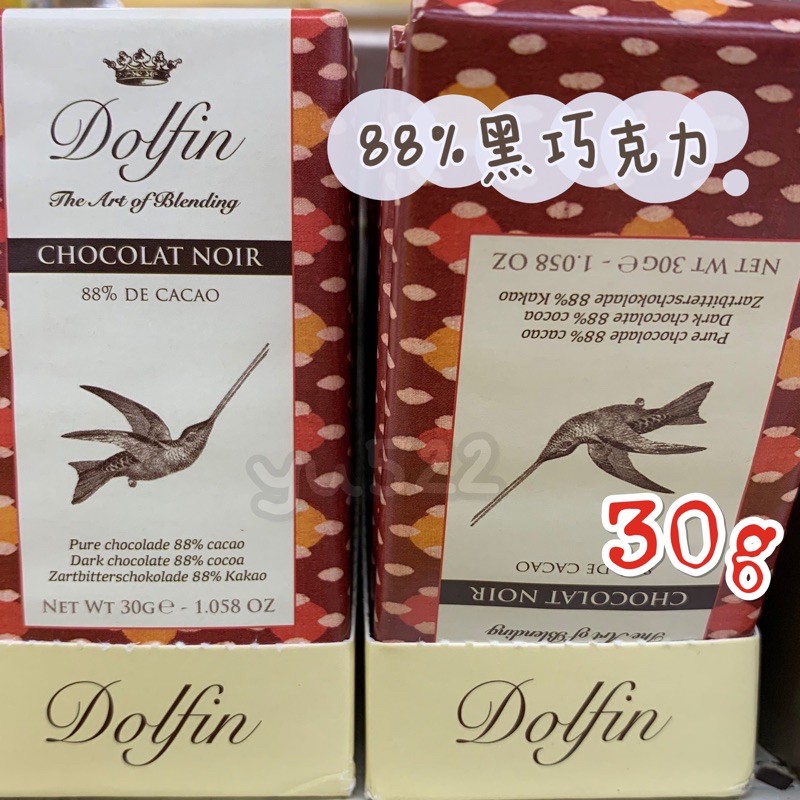 Dolfin
The Art of Blending
CHOCOLAT NOIR
88% DE CACAO
Pure chocolade 88% cacao
Dark chocolate 88% cocoa
Zartbitterschokolade 88% Kakao
NET WT 30G℮ - 1.058 OZ
Dolfin
88%黑巧克力
NET WT 30G℮ - 1.058 OZ
Zartbitterschokolade 88% Kakao
Dark chocolate 88% cocoa
Pure chocolade 88% cacao
30g
DE CACAO
CHOCOLAT NOIR
The Art of Blending
Dolfin
yu522